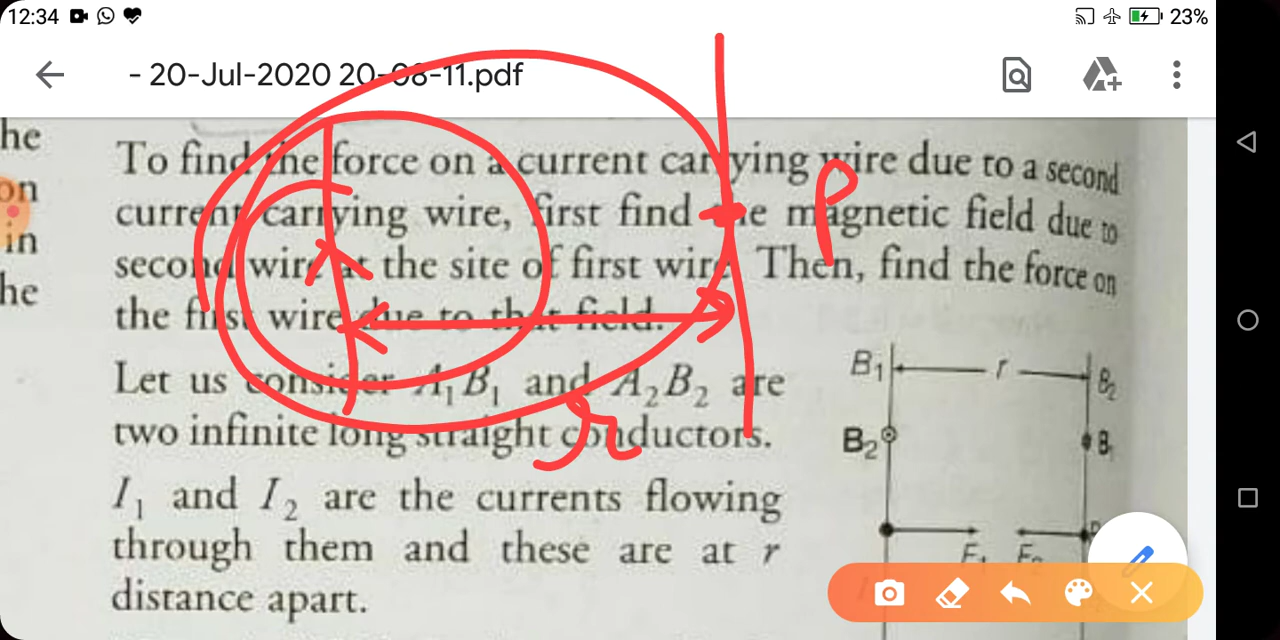 12:34
23%
- 20-Jul-2020 20-08-11.pdf
he
on
in
he
To find the force on a current carrying wire due to a second
current carrying wire, first find the magnetic field due to
second wire at the site of first wire. Then, find the force on
the first wire due to that field.
Let us consider A₁B₁ and A₂B₂ are
two infinite long straight conductors.
I₁ and I₂ are the currents flowing
through them and these are at r
distance apart.
P
r
B₁ r B₂
B₂
F₁ F₂